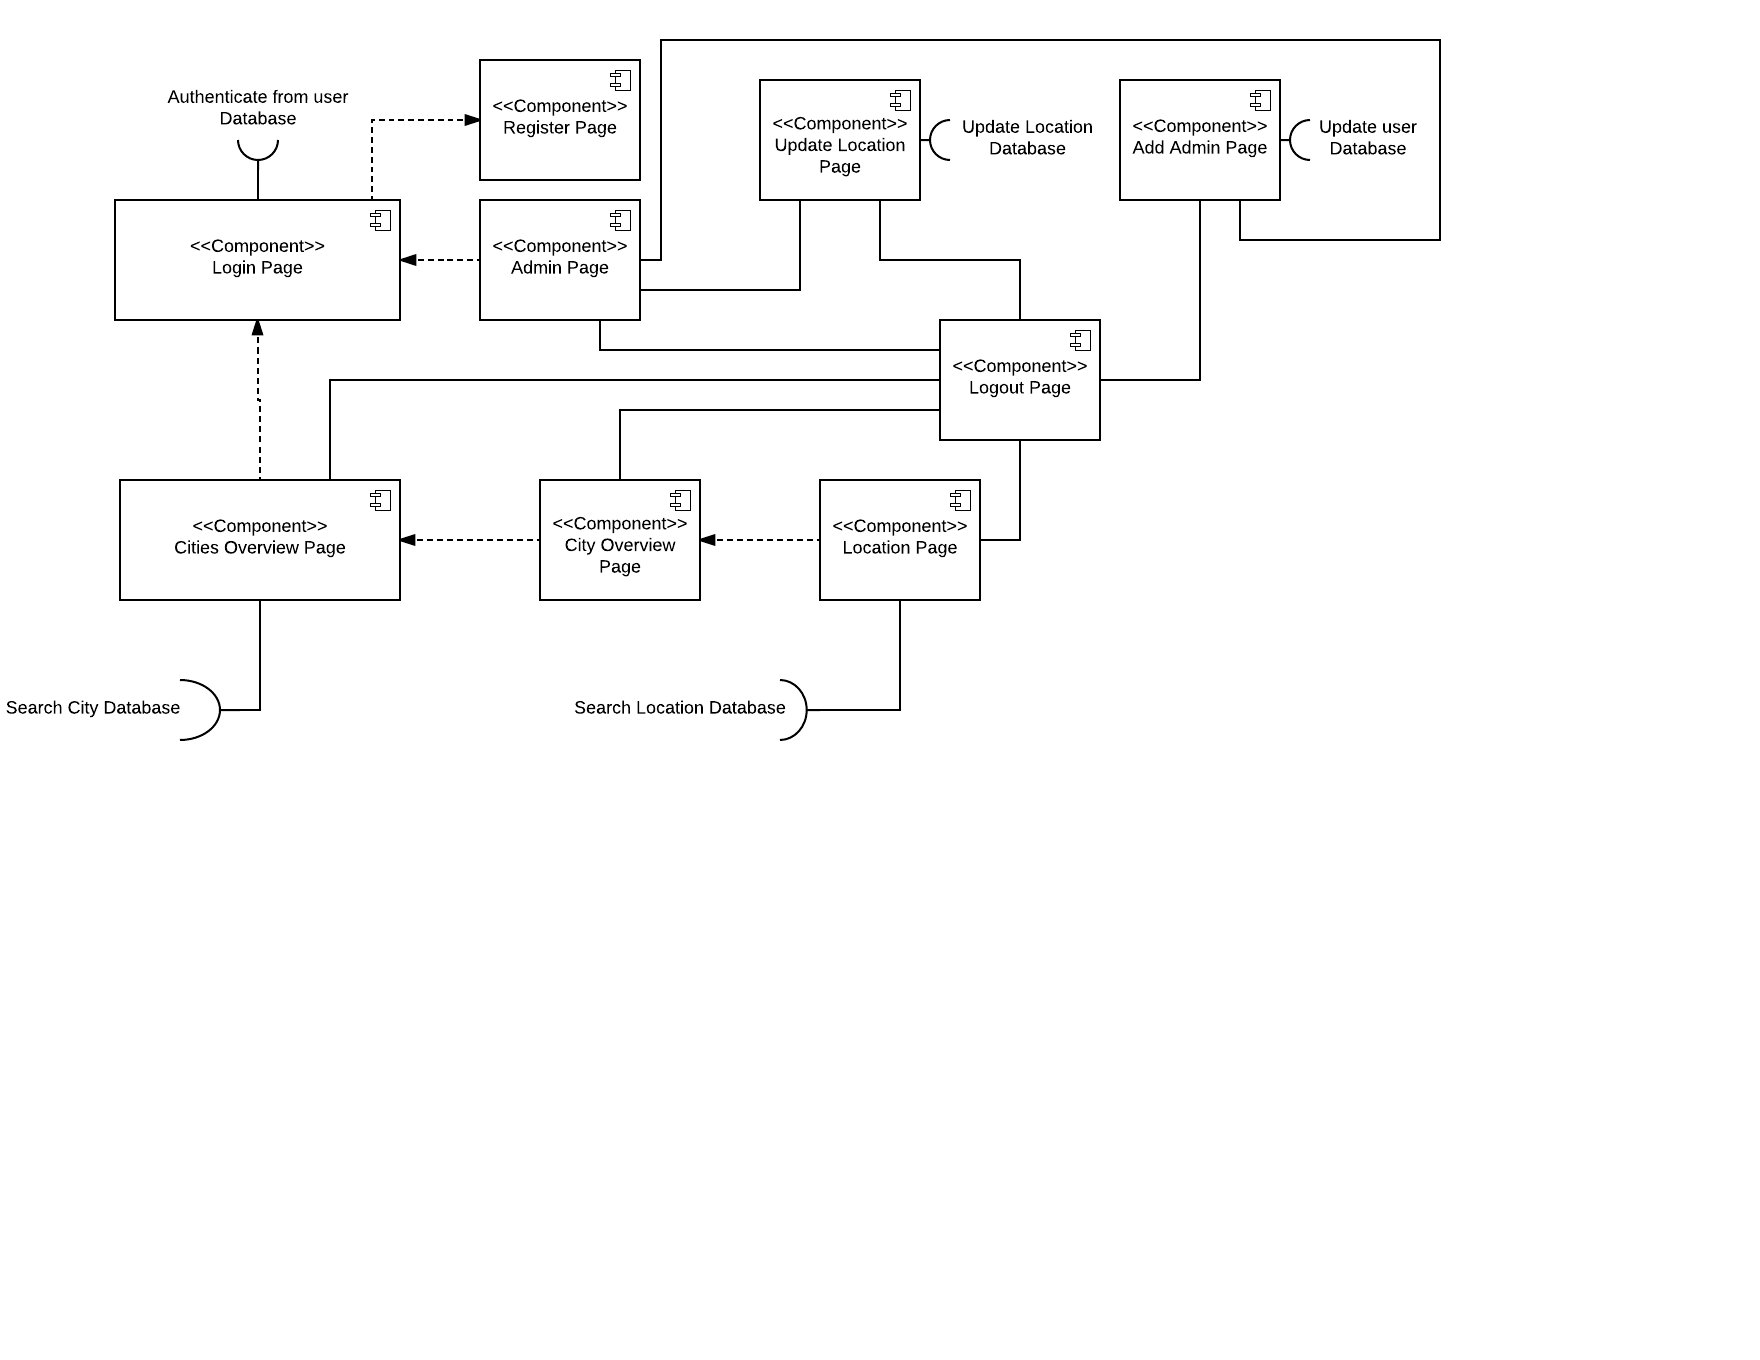 Authenticate from user
Database
<<Component>>
Register Page
<<Component>>
Update Location
Page
Update Location
Database
<<Component>>
Add Admin Page
Update user
Database
<<Component>>
Login Page
<<Component>>
Admin Page
<<Component>>
Logout Page
<<Component>>
Cities Overview Page
<<Component>>
City Overview
Page
<<Component>>
Location Page
Search City Database
Search Location Database